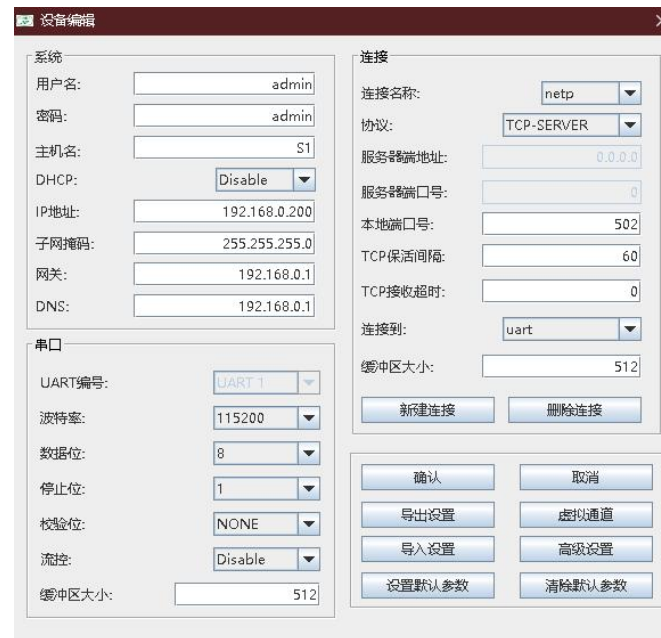 设备编辑
系统
用户名: admin
密码: admin
主机名: S1
DHCP: Disable
IP地址: 192.168.0.200
子网掩码: 255.255.255.0
网关: 192.168.0.1
DNS: 192.168.0.1
串口
UART编号: UART 1
波特率: 115200
数据位: 8
停止位: 1
校验位: NONE
流控: Disable
缓冲区大小: 512
连接
连接名称: netp
协议: TCP-SERVER
服务器端地址: 0.0.0.0
服务器端口号: 0
本地端口号: 502
TCP保活间隔: 60
TCP接收超时: 0
连接到: uart
缓冲区大小: 512
新建连接 删除连接
确认 取消
导出设置 虚拟通道
导入设置 高级设置
设置默认参数 清除默认参数